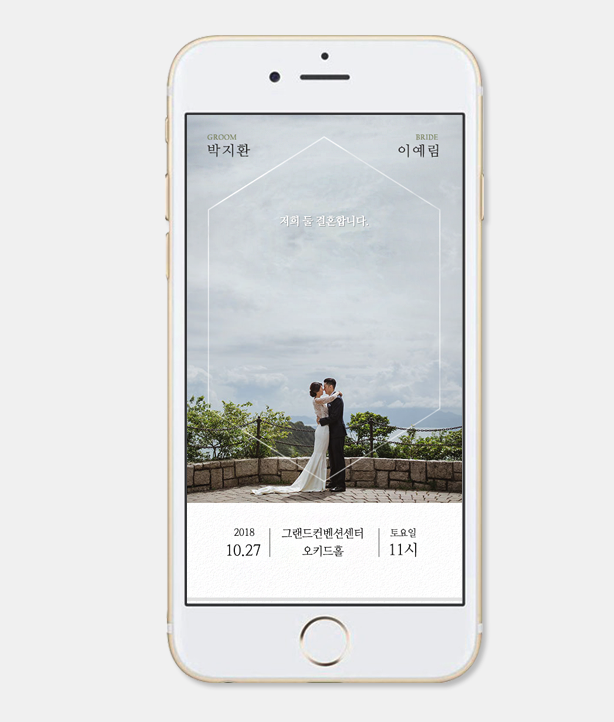 GROOM
박지환
BRIDE
이예림
저희 둘 결혼합니다.
2018
10.27
그랜드컨벤션센터
오키드홀
토요일
11시